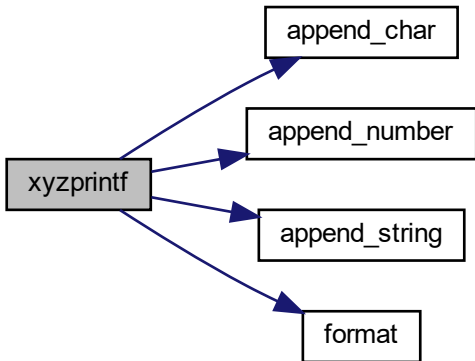 append_char
append_number
xyzprintf
append_string
format